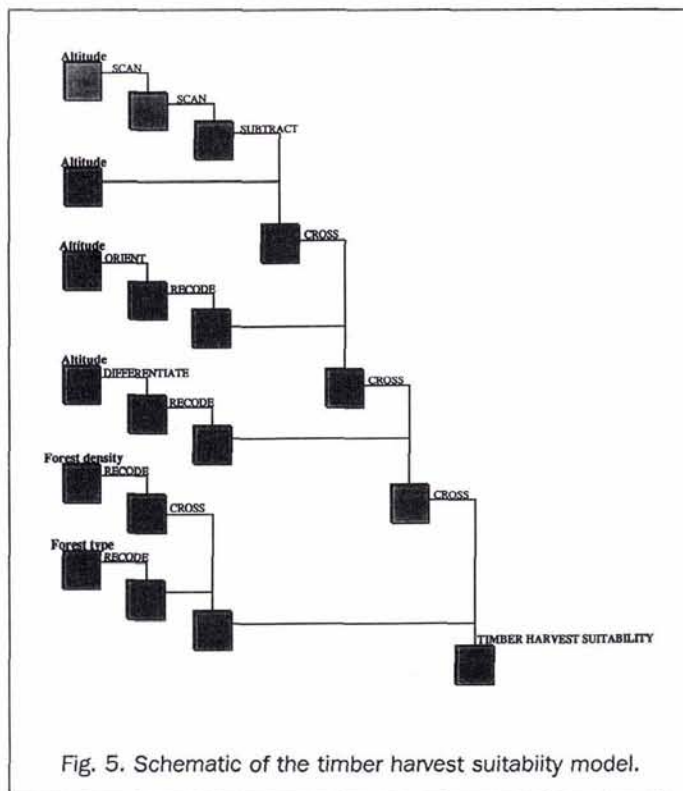 Altitude
SCAN
SCAN
SUBTRACT
Altitude
CROSS
Altitude
ORIENT
RECODE
Altitude
DIFFERENTIATE
CROSS
RECODE
Forest density
RECODE
CROSS
CROSS
Forest type
RECODE
TIMBER HARVEST SUITABILITY
Fig. 5. Schematic of the timber harvest suitabiity model.